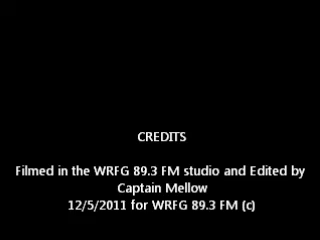 CREDITS
Filmed in the WRFG 89.3 FM studio and Edited by
Captain Mellow
12/5/2011 for WRFG 89.3 FM (c)